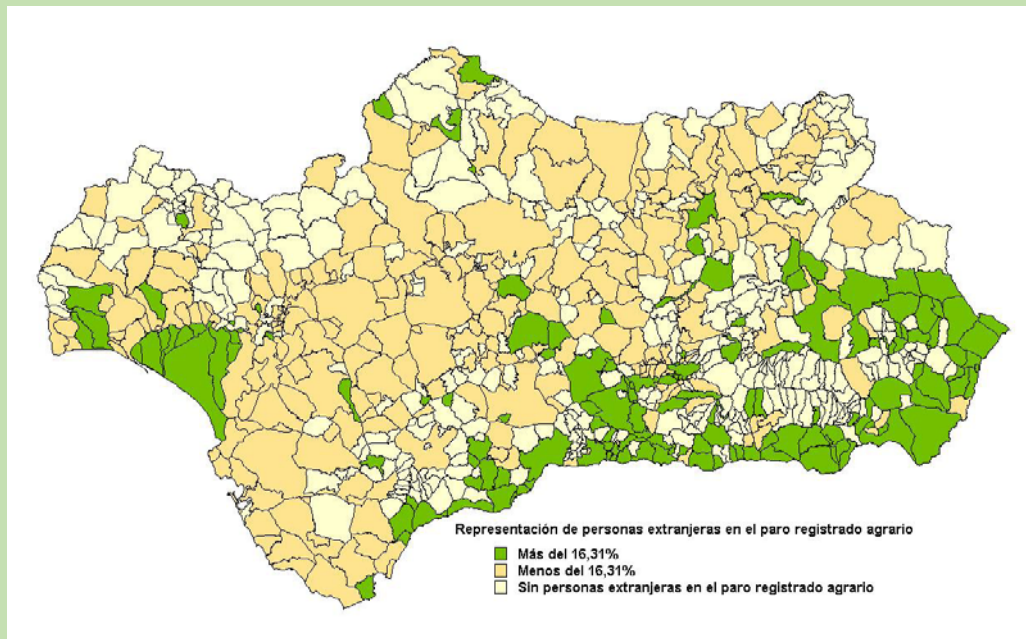 Representación de personas extranjeras en el paro registrado agrario
Más del 16,31%
Menos del 16,31%
Sin personas extranjeras en el paro registrado agrario